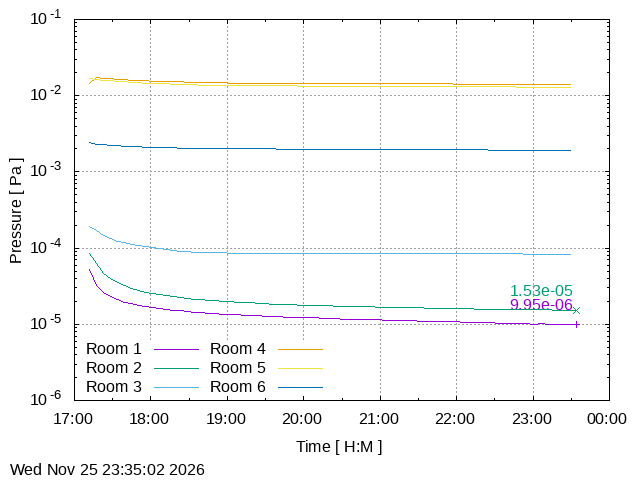 10^-1
10^-2
10^-3
10^-4
10^-5
10^-6
Pressure [ Pa ]
1.53e-05
9.95e-06
Room 1 Room 4
Room 2 Room 5
Room 3 Room 6
17:00 18:00 19:00 20:00 21:00 22:00 23:00 00:00
Time [ H:M ]
Wed Nov 25 23:35:02 2026